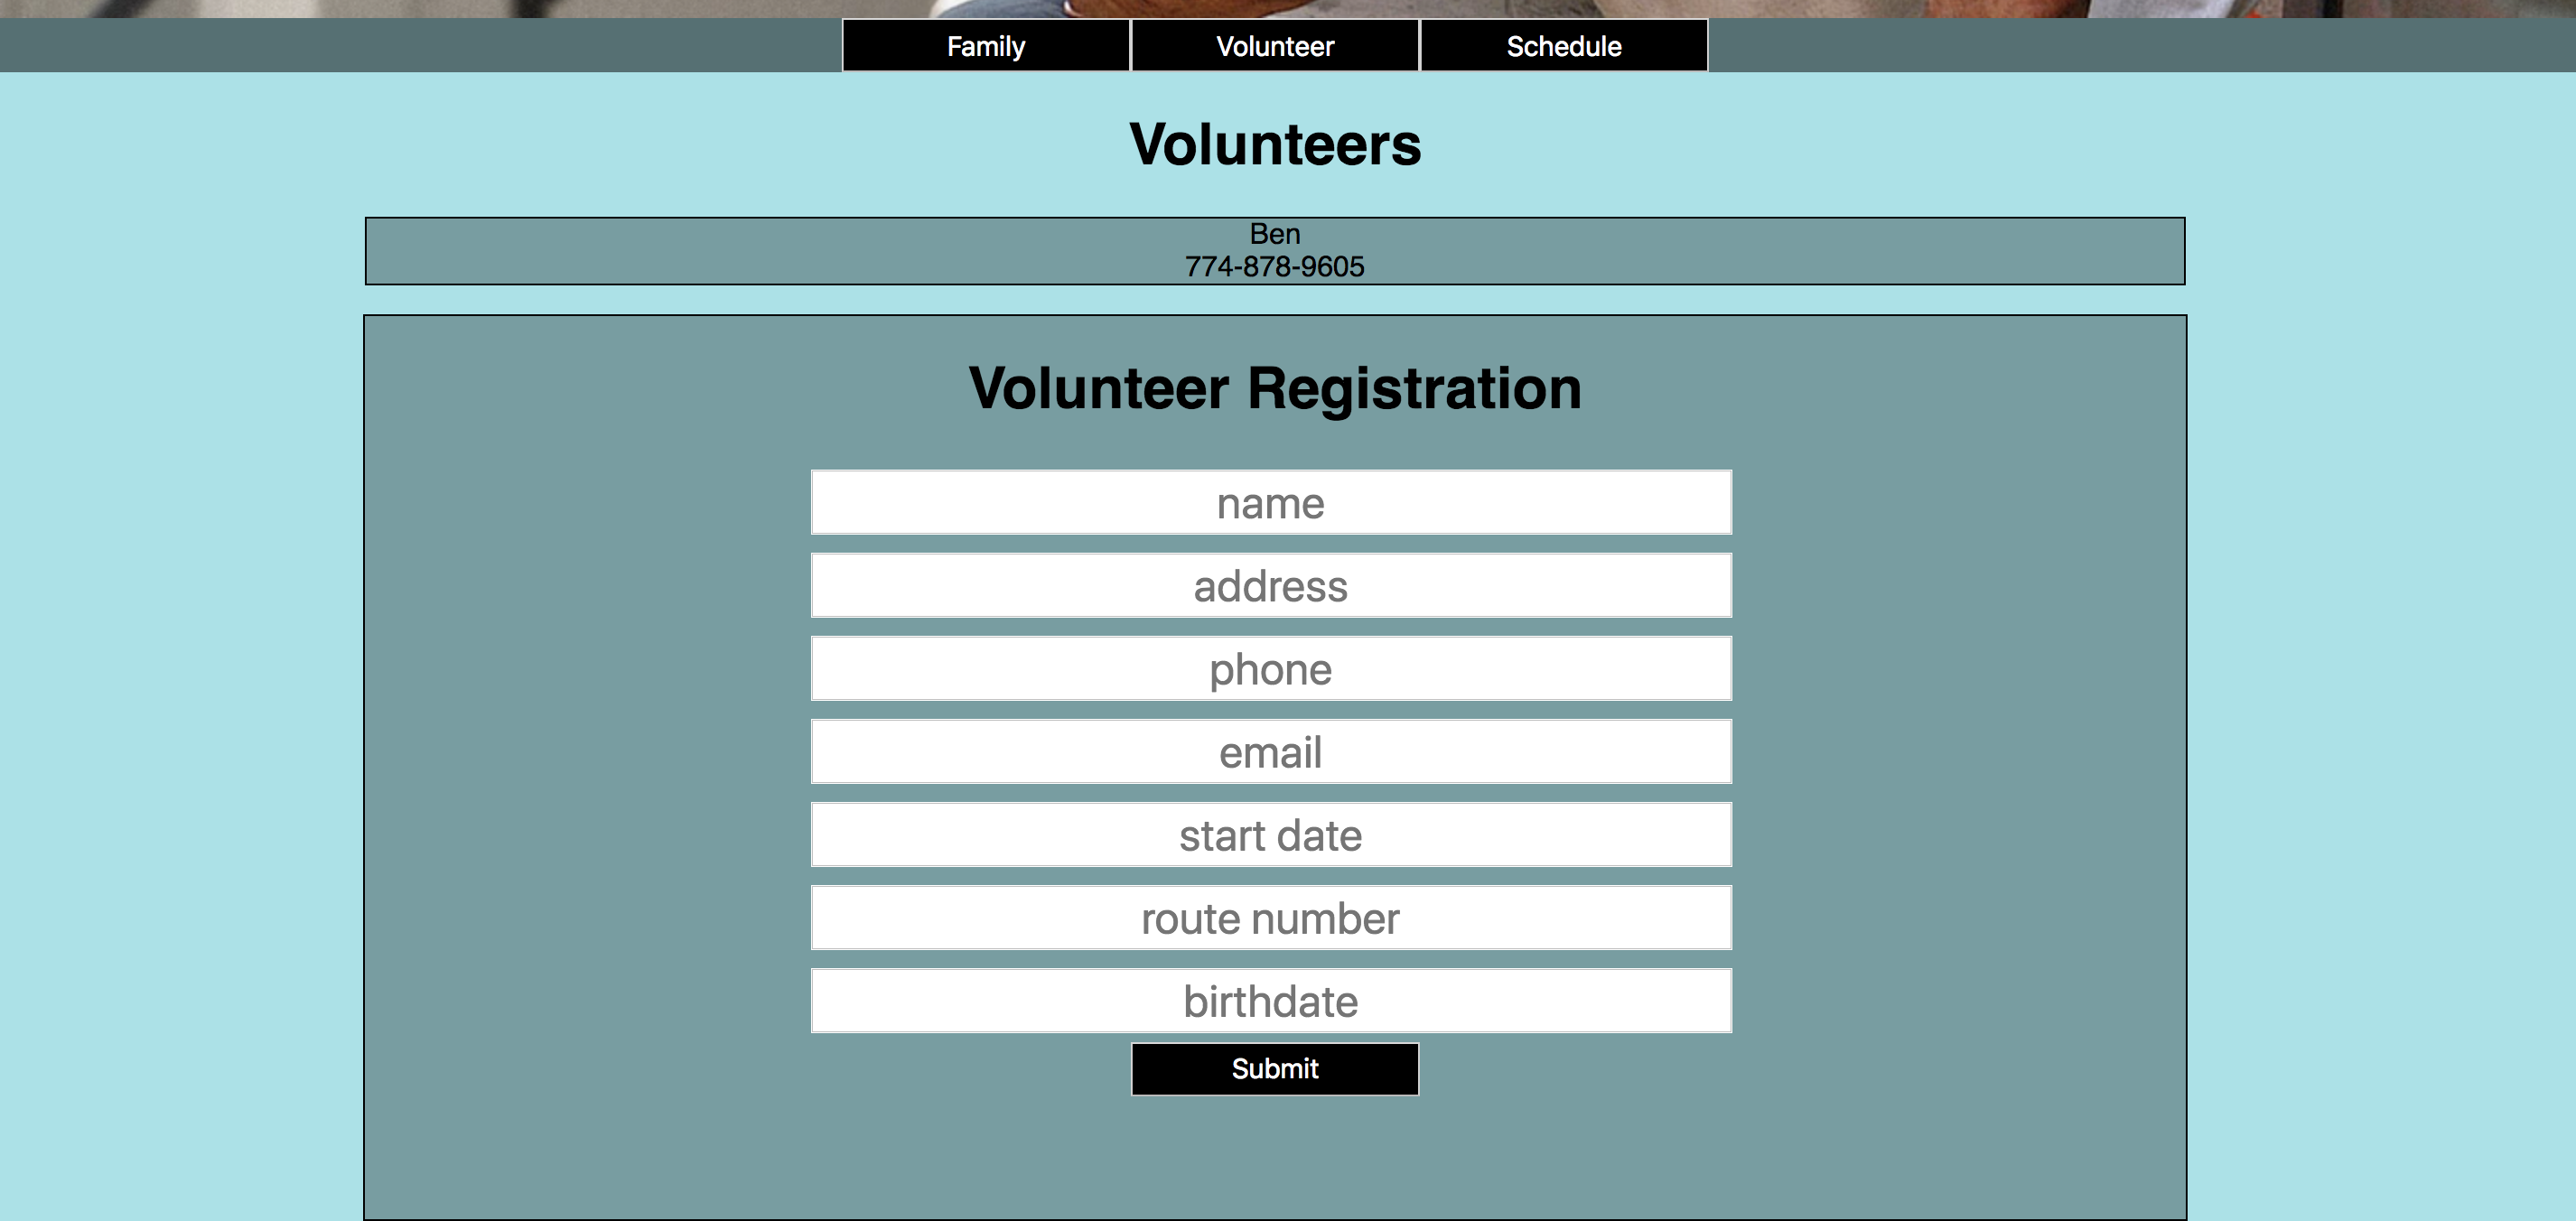 Family Volunteer Schedule
Volunteers
Ben
774-878-9605
Volunteer Registration
name
address
phone
email
start date
route number
birthdate
Submit